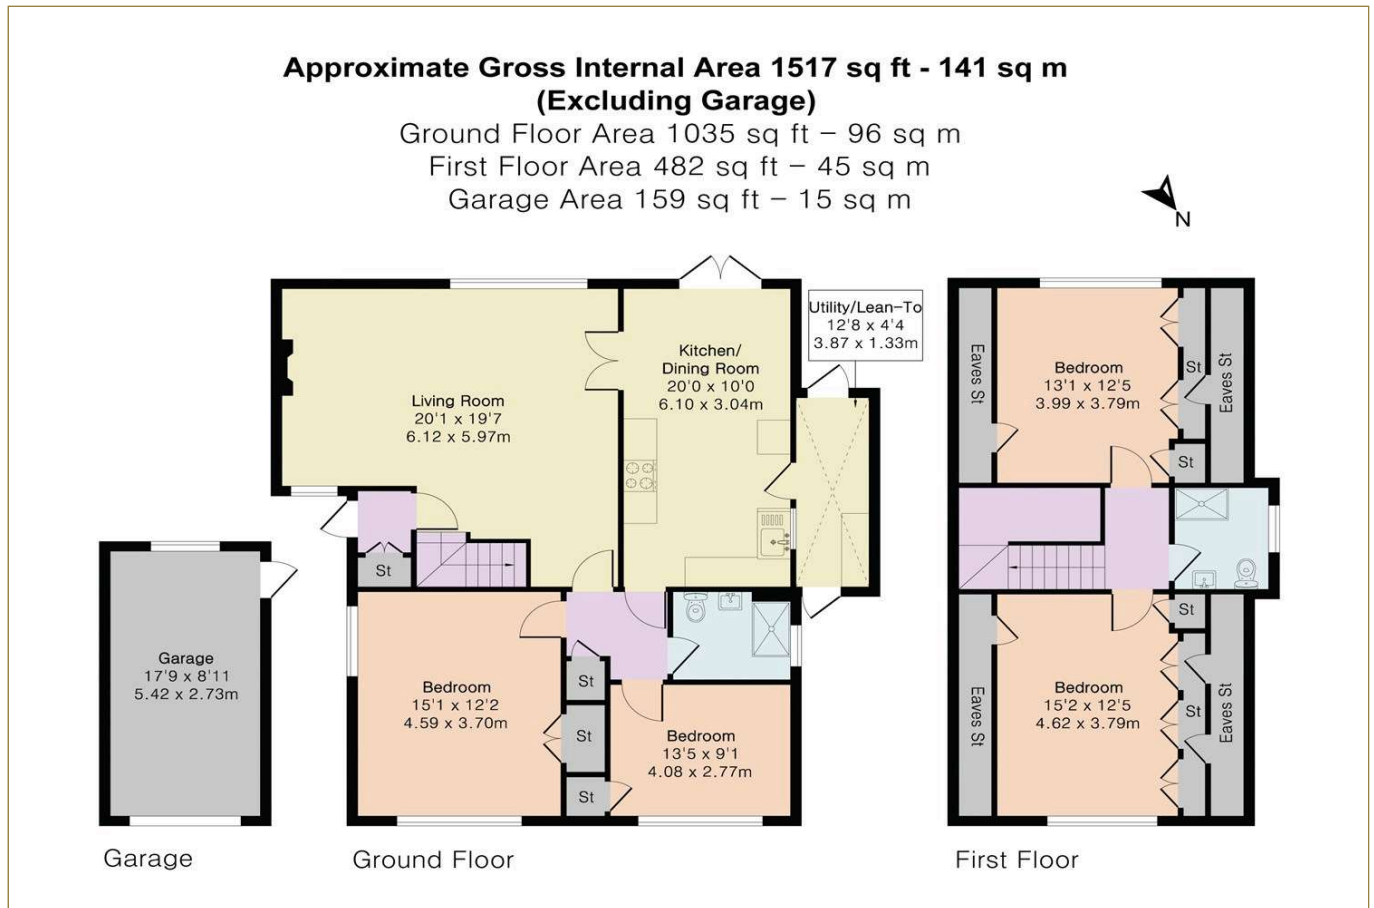 Approximate Gross Internal Area 1517 sq ft - 141 sq m
(Excluding Garage)
Ground Floor Area 1035 sq ft – 96 sq m
First Floor Area 482 sq ft – 45 sq m
Garage Area 159 sq ft – 15 sq m
N
Utility/Lean-To
12'8 x 4'4
3.87 x 1.33m
Kitchen/
Dining Room
20'0 x 10'0
6.10 x 3.04m
Living Room
20'1 x 19'7
6.12 x 5.97m
St
Bedroom
15'1 x 12'2
4.59 x 3.70m
St
St
St
Bedroom
13'5 x 9'1
4.08 x 2.77m
Garage
17'9 x 8'11
5.42 x 2.73m
Eaves St
Bedroom
13'1 x 12'5
3.99 x 3.79m
St
Eaves St
St
St
Eaves St
Bedroom
15'2 x 12'5
4.62 x 3.79m
St
Eaves St
Garage
Ground Floor
First Floor